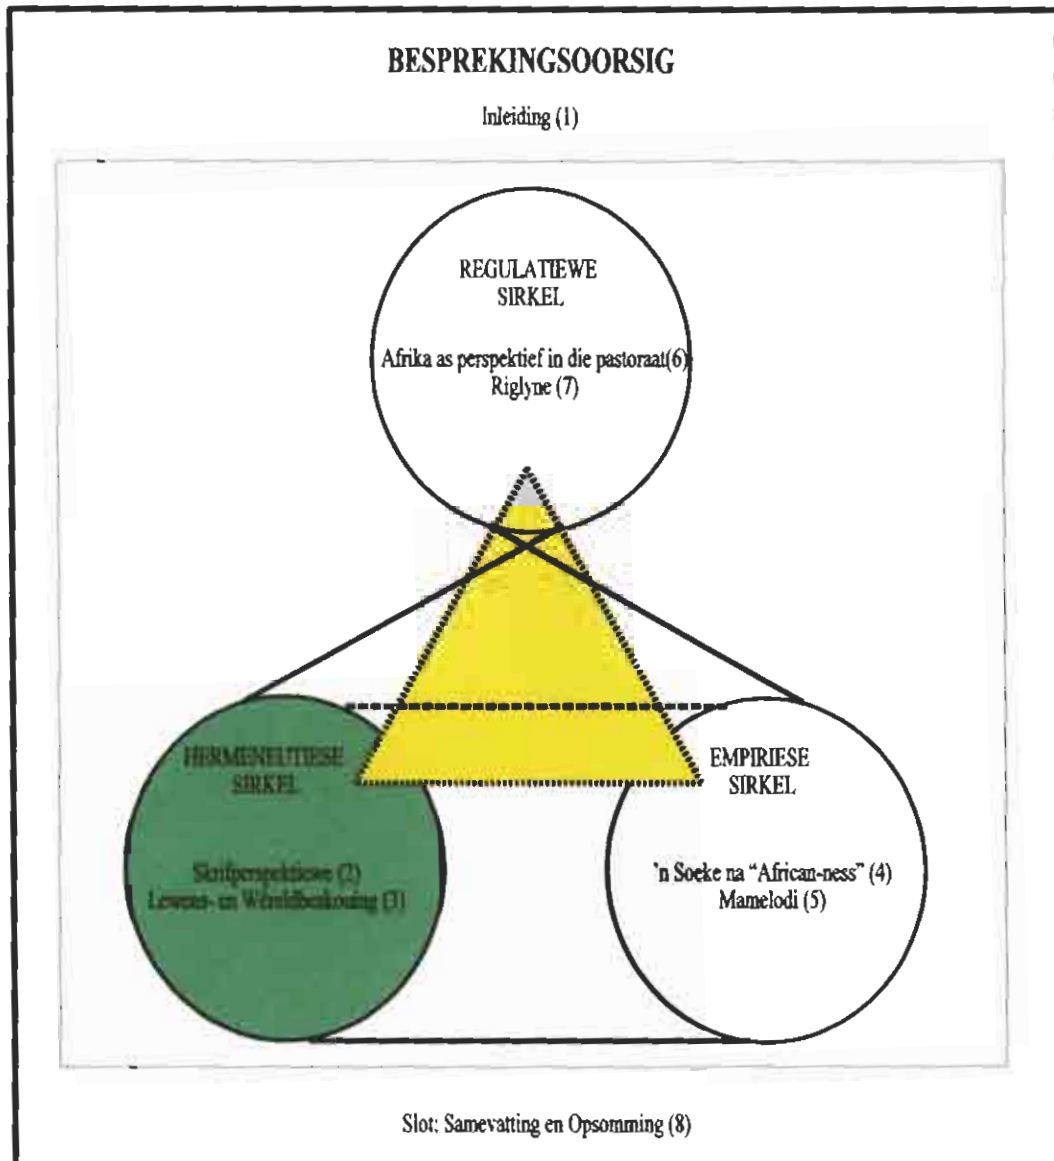 BESPREKINGSOORSIG
Inleiding (1)
REGULATIEWE
SIRKEL
Afrika as perspektief in die pastoraat(6)
Riglyne (7)
HERMENEUTIESE
SIRKEL
Skrifperspektiewe (2)
Lewens- en Wêreldbeskouing (3)
EMPIRIESE
SIRKEL
'n Soeke na “African-ness” (4)
Mamelodi (5)
Slot: Samevatting en Opsomming (8)